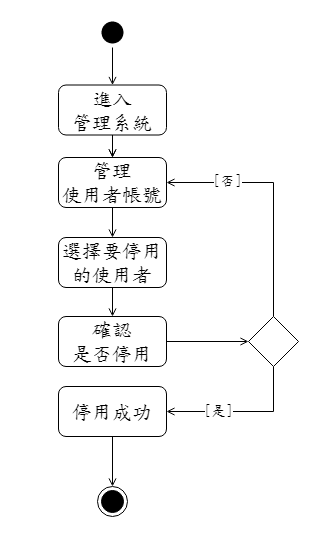 進入
管理系統
管理
使用者帳號
[否]
選擇要停用
的使用者
確認
是否停用
停用成功
[是]